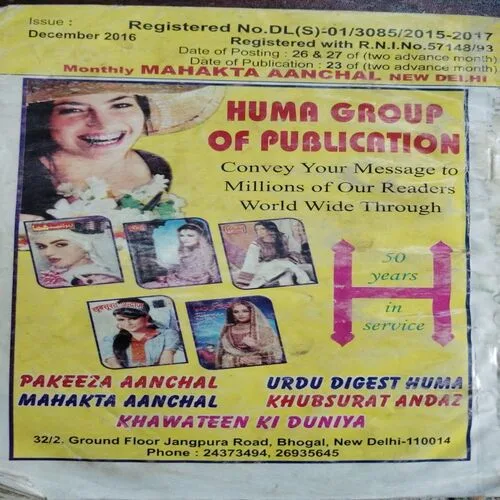 Issue :
December 2016
Registered No.DL(S)-01/3085/2015-2017
Registered with R.N.I.No.57148/93
Date of Posting : 26 & 27 of (two advance month)
Date of Publication : 23 of (two advance month)
Monthly MAHAKTA AANCHAL NEW DELHI
HUMA GROUP
OF PUBLICATION
Convey Your Message to
Millions of Our Readers
World Wide Through
H
50
years
in
service
PAKEEZA AANCHAL
URDU DIGEST HUMA
MAHAKTA AANCHAL
KHUBSURAT ANDAZ
KHAWATEEN KI DUNIYA
32/2. Ground Floor Jangpura Road, Bhogal, New Delhi-110014
Phone : 24373494, 26935645